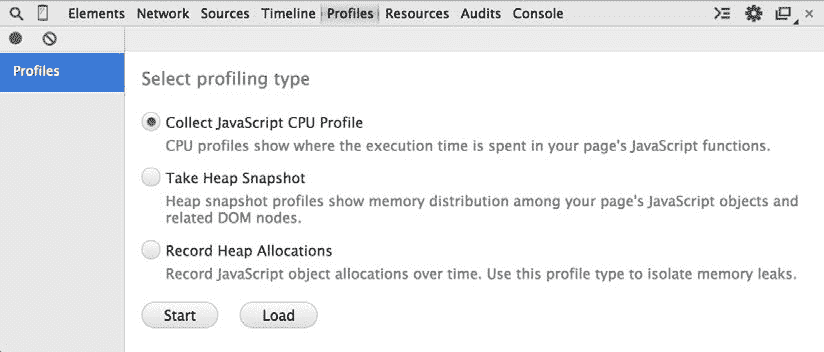 Elements Network Sources Timeline Profiles Resources Audits Console
Profiles
Select profiling type
Collect JavaScript CPU Profile
CPU profiles show where the execution time is spent in your page's JavaScript functions.
Take Heap Snapshot
Heap snapshot profiles show memory distribution among your page's JavaScript objects and
related DOM nodes.
Record Heap Allocations
Record JavaScript object allocations over time. Use this profile type to isolate memory leaks.
Start Load